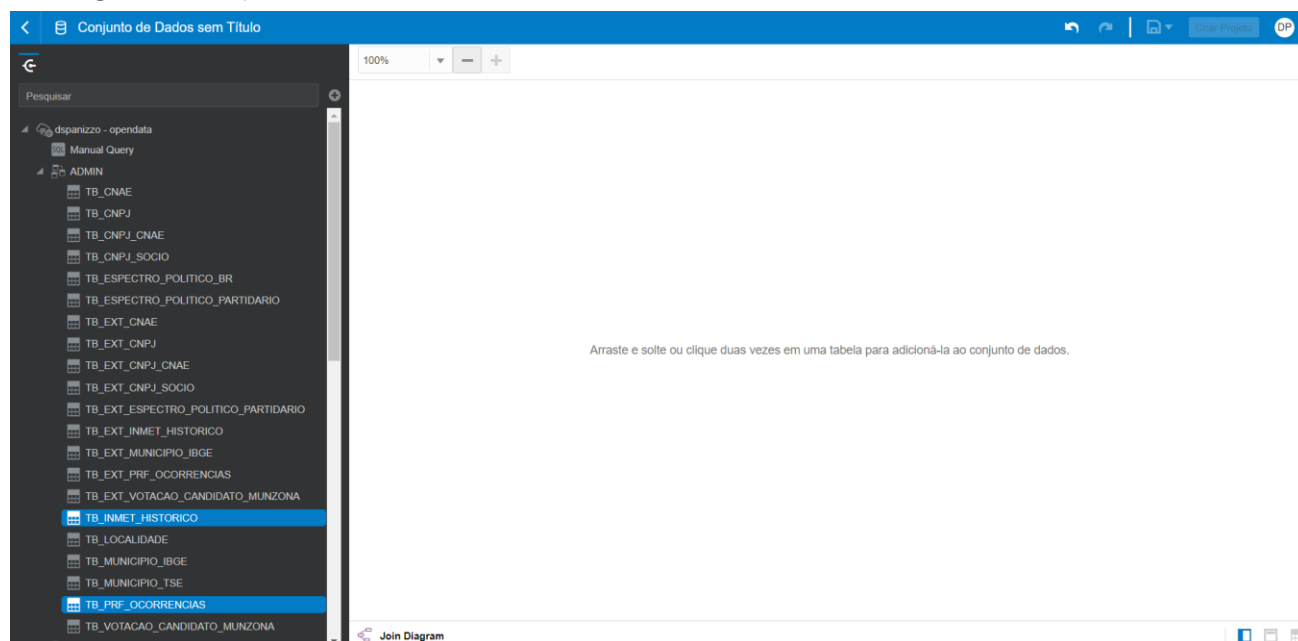 Conjunto de Dados sem Título
Criar Projeto
DP
100%
Pesquisar
dspanizzo - opendata
SQL Manual Query
ADMIN
TB_CNAE
TB_CNPJ
TB_CNPJ_CNAE
TB_CNPJ_SOCIO
TB_ESPECTRO_POLITICO_BR
TB_ESPECTRO_POLITICO_PARTIDARIO
TB_EXT_CNAE
TB_EXT_CNPJ
TB_EXT_CNPJ_CNAE
TB_EXT_CNPJ_SOCIO
TB_EXT_ESPECTRO_POLITICO_PARTIDARIO
TB_EXT_INMET_HISTORICO
TB_EXT_MUNICIPIO_IBGE
TB_EXT_PRF_OCORRENCIAS
TB_EXT_VOTACAO_CANDIDATO_MUNZONA
TB_INMET_HISTORICO
TB_LOCALIDADE
TB_MUNICIPIO_IBGE
TB_MUNICIPIO_TSE
TB_PRF_OCORRENCIAS
TB_VOTACAO_CANDIDATO_MUNZONA
Arraste e solte ou clique duas vezes em uma tabela para adicioná-la ao conjunto de dados.
Join Diagram